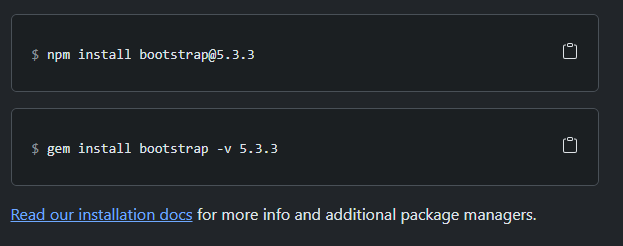 $ npm install bootstrap@5.3.3
$ gem install bootstrap -v 5.3.3
Read our installation docs for more info and additional package managers.